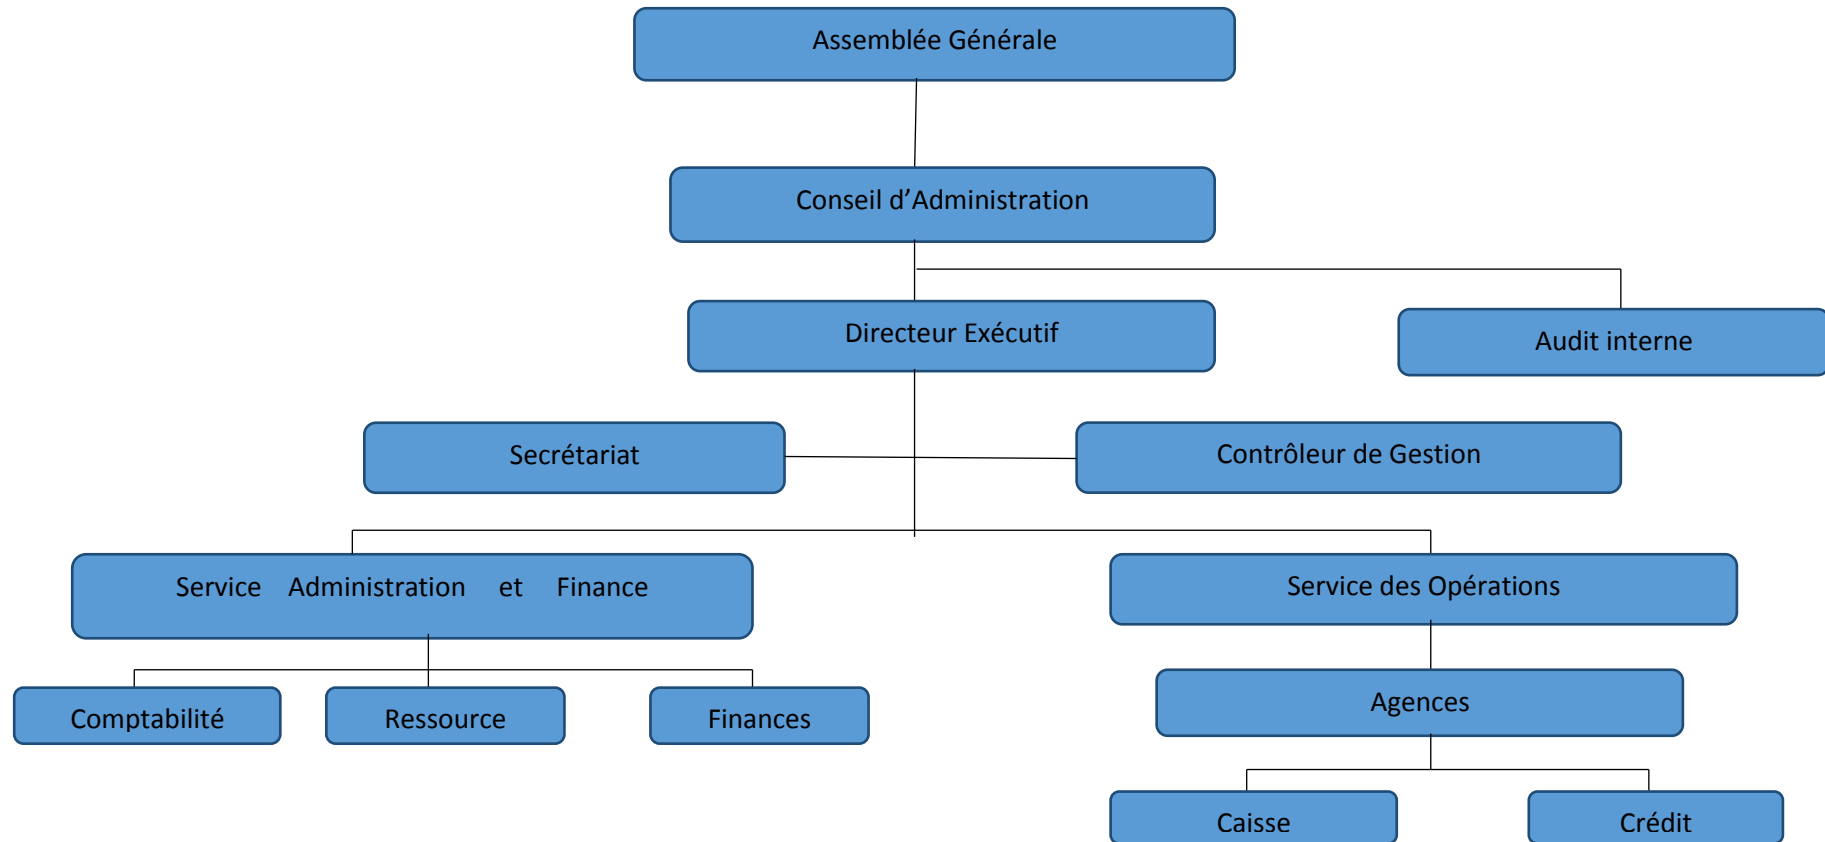 Assemblée Générale
Conseil d’Administration
Directeur Exécutif
Audit interne
Secrétariat
Contrôleur de Gestion
Service Administration et Finance
Service des Opérations
Comptabilité
Ressource
Finances
Agences
Caisse
Crédit